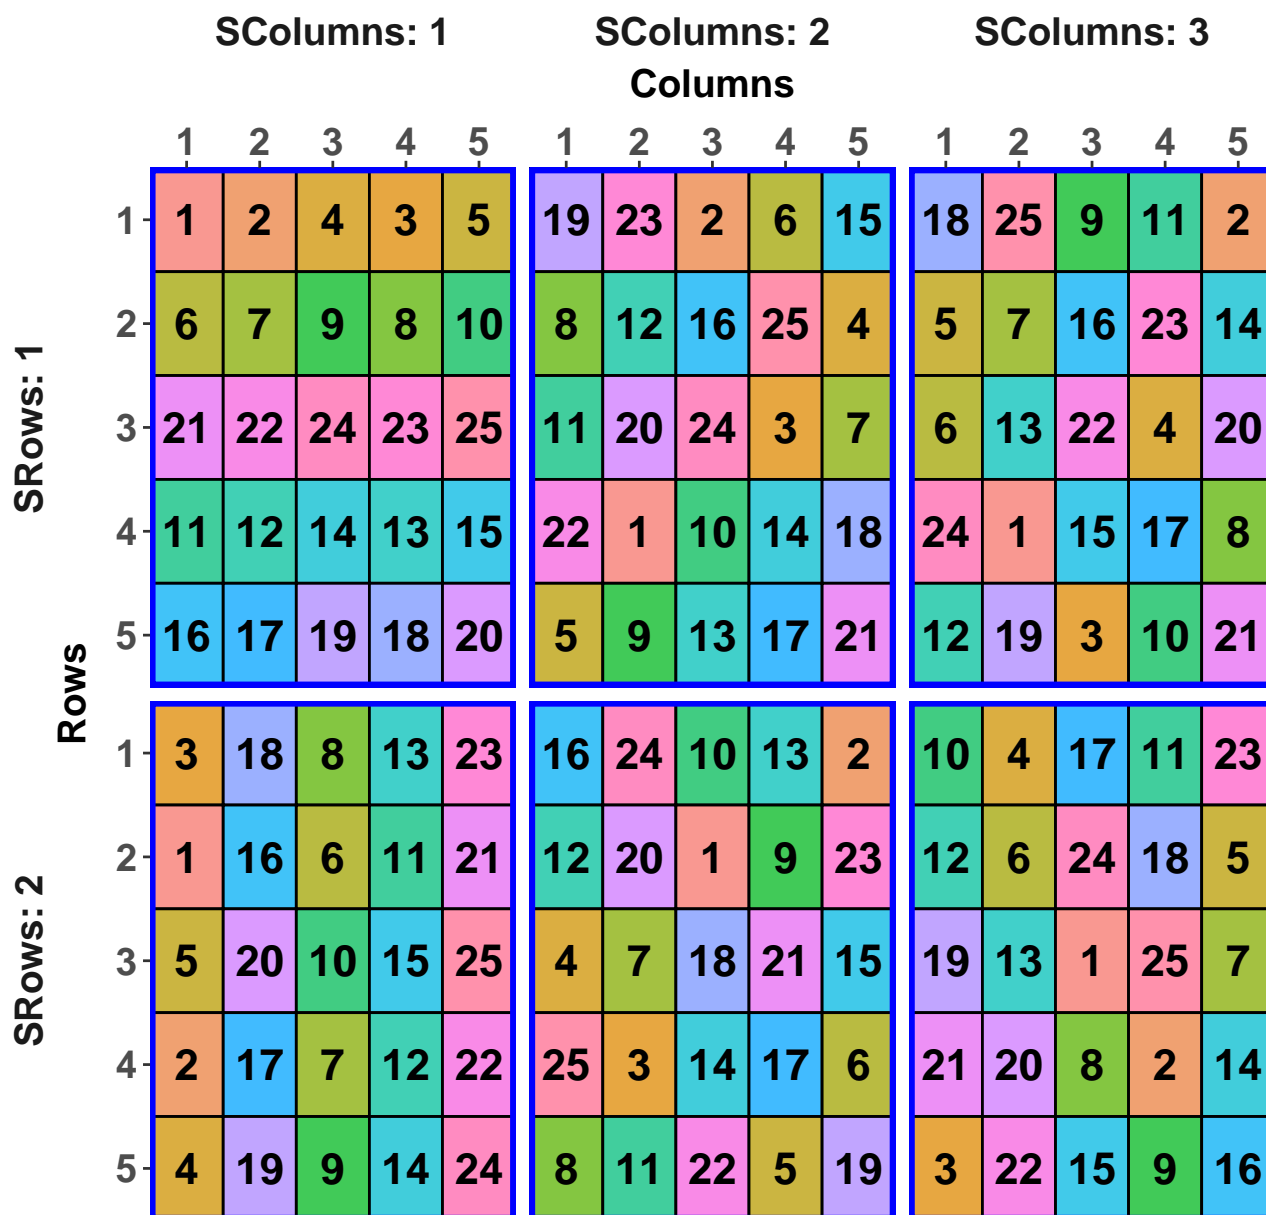 SColumns: 1 SColumns: 2 SColumns: 3
Columns
1 2 3 4 5 1 2 3 4 5 1 2 3 4 5
SRows: 1
1 1 2 4 3 5 19 23 2 6 15 18 25 9 11 2
2 6 7 9 8 10 8 12 16 25 4 5 7 16 23 14
3 21 22 24 23 25 11 20 24 3 7 6 13 22 4 20
4 11 12 14 13 15 22 1 10 14 18 24 1 15 17 8
5 16 17 19 18 20 5 9 13 17 21 12 19 3 10 21
Rows
SRows: 2
1 3 18 8 13 23 16 24 10 13 2 10 4 17 11 23
2 1 16 6 11 21 12 20 1 9 23 12 6 24 18 5
3 5 20 10 15 25 4 7 18 21 15 19 13 1 25 7
4 2 17 7 12 22 25 3 14 17 6 21 20 8 2 14
5 4 19 9 14 24 8 11 22 5 19 3 22 15 9 16